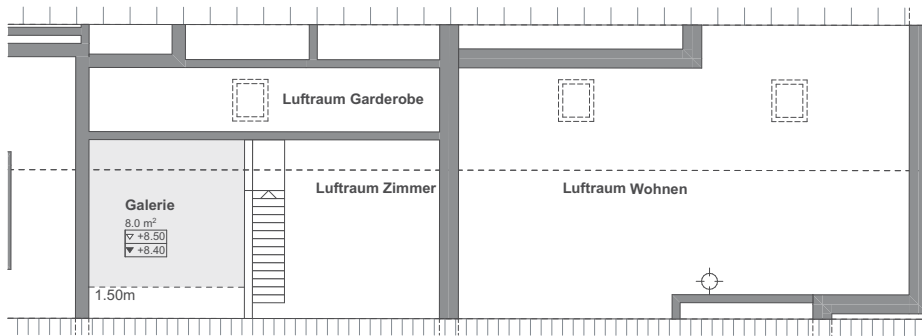 Luftraum Garderobe
Luftraum Zimmer
Luftraum Wohnen
Galerie
8.0 m²
+8.50
+8.40
1.50m